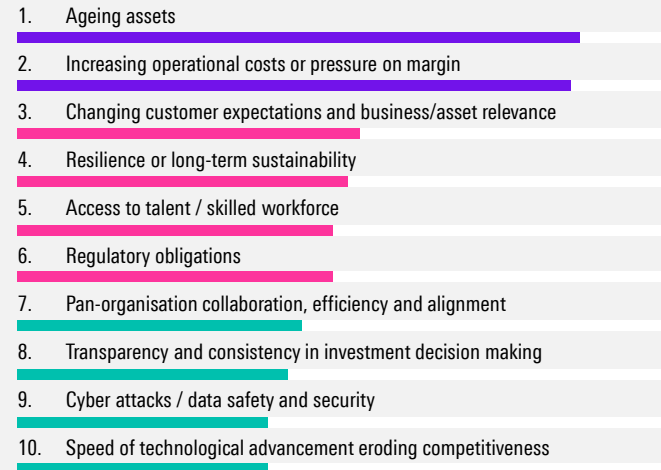 1. Ageing assets
2. Increasing operational costs or pressure on margin
3. Changing customer expectations and business/asset relevance
4. Resilience or long-term sustainability
5. Access to talent / skilled workforce
6. Regulatory obligations
7. Pan-organisation collaboration, efficiency and alignment
8. Transparency and consistency in investment decision making
9. Cyber attacks / data safety and security
10. Speed of technological advancement eroding competitiveness